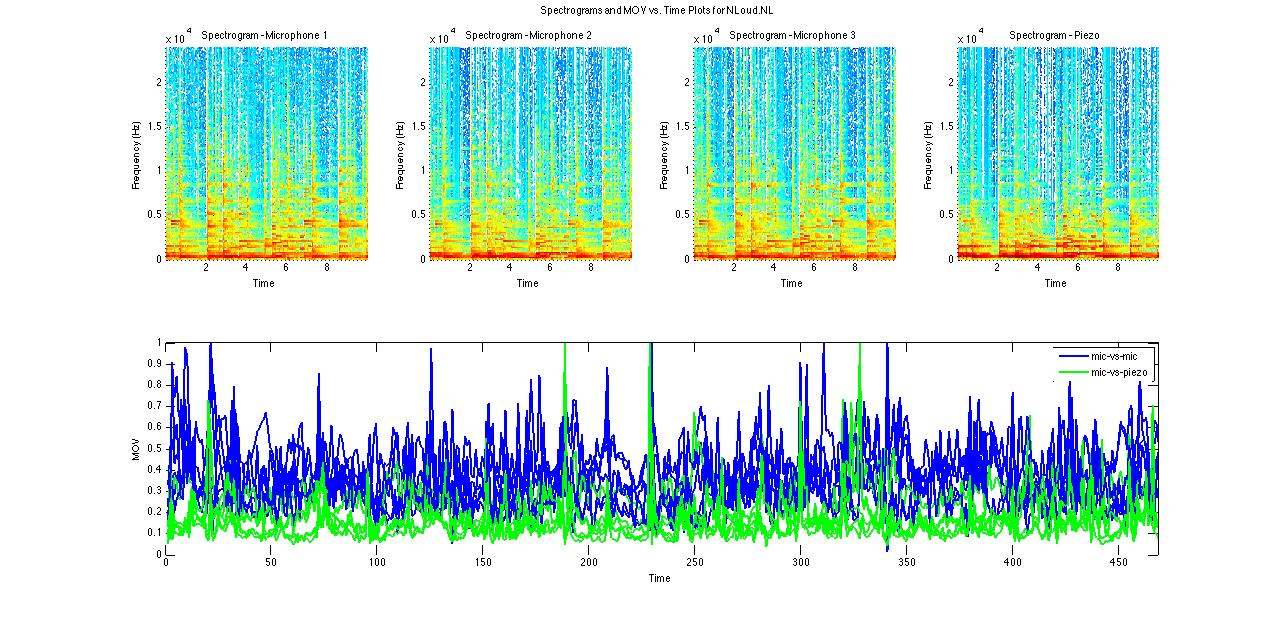 Spectrograms and MOV vs. Time Plots for NLoud.NL
x 10^4 Spectrogram - Microphone 1
x 10^4 Spectrogram - Microphone 2
x 10^4 Spectrogram - Microphone 3
x 10^4 Spectrogram - Piezo
2
1.5
1
0.5
0
Frequency (Hz)
2 4 6 8
Time
2
1.5
1
0.5
0
Frequency (Hz)
2 4 6 8
Time
2
1.5
1
0.5
0
Frequency (Hz)
2 4 6 8
Time
2
1.5
1
0.5
0
Frequency (Hz)
2 4 6 8
Time
1
0.9
0.8
0.7
0.6
0.5
0.4
0.3
0.2
0.1
0
MOV
mic-vs-mic
mic-vs-piezo
0 50 100 150 200 250 300 350 400 450
Time